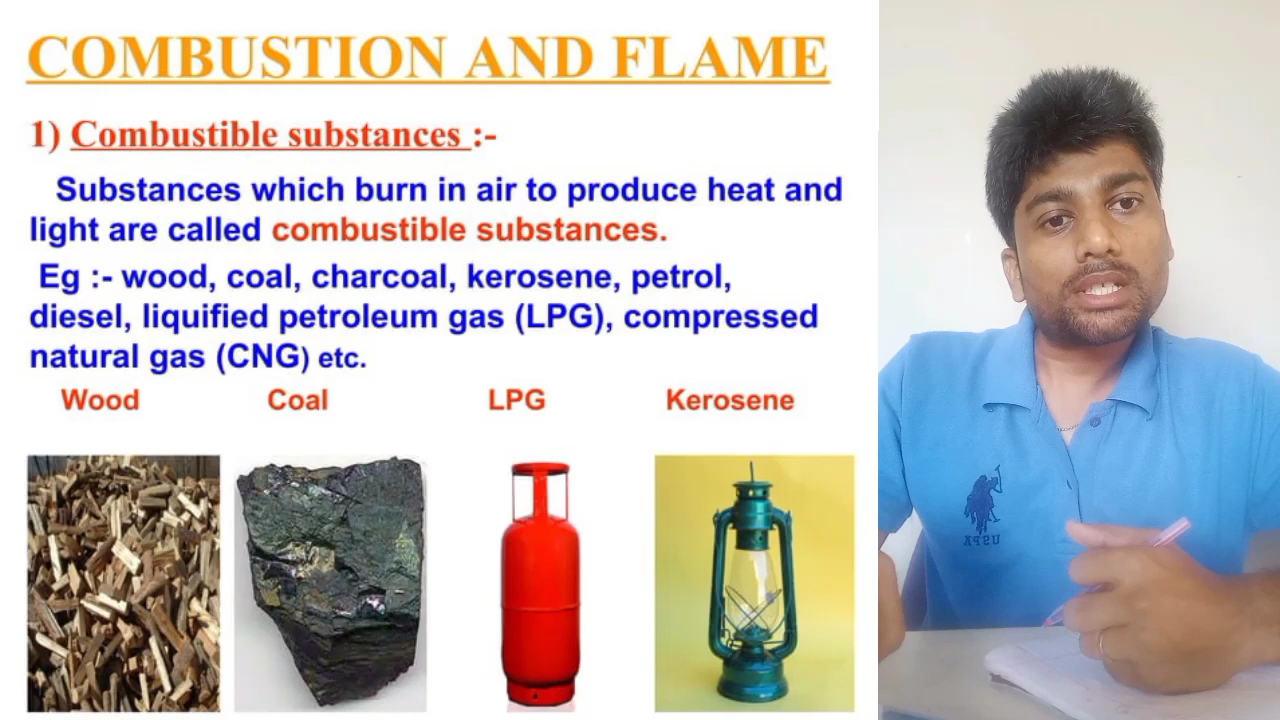 COMBUSTION AND FLAME
1) Combustible substances :-
Substances which burn in air to produce heat and
light are called combustible substances.
Eg :- wood, coal, charcoal, kerosene, petrol,
diesel, liquified petroleum gas (LPG), compressed
natural gas (CNG) etc.
Wood Coal LPG Kerosene
USPA